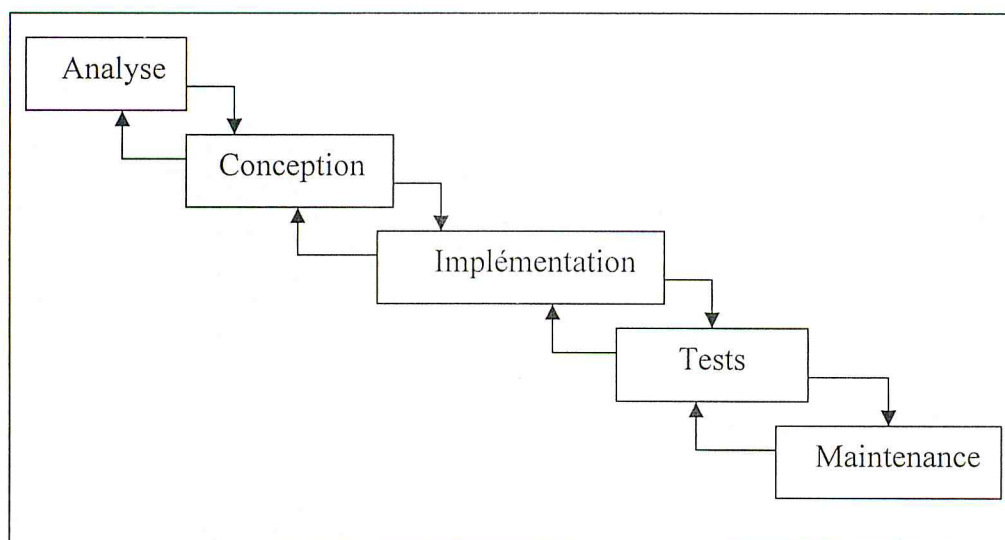 Analyse
Conception
Implémentation
Tests
Maintenance